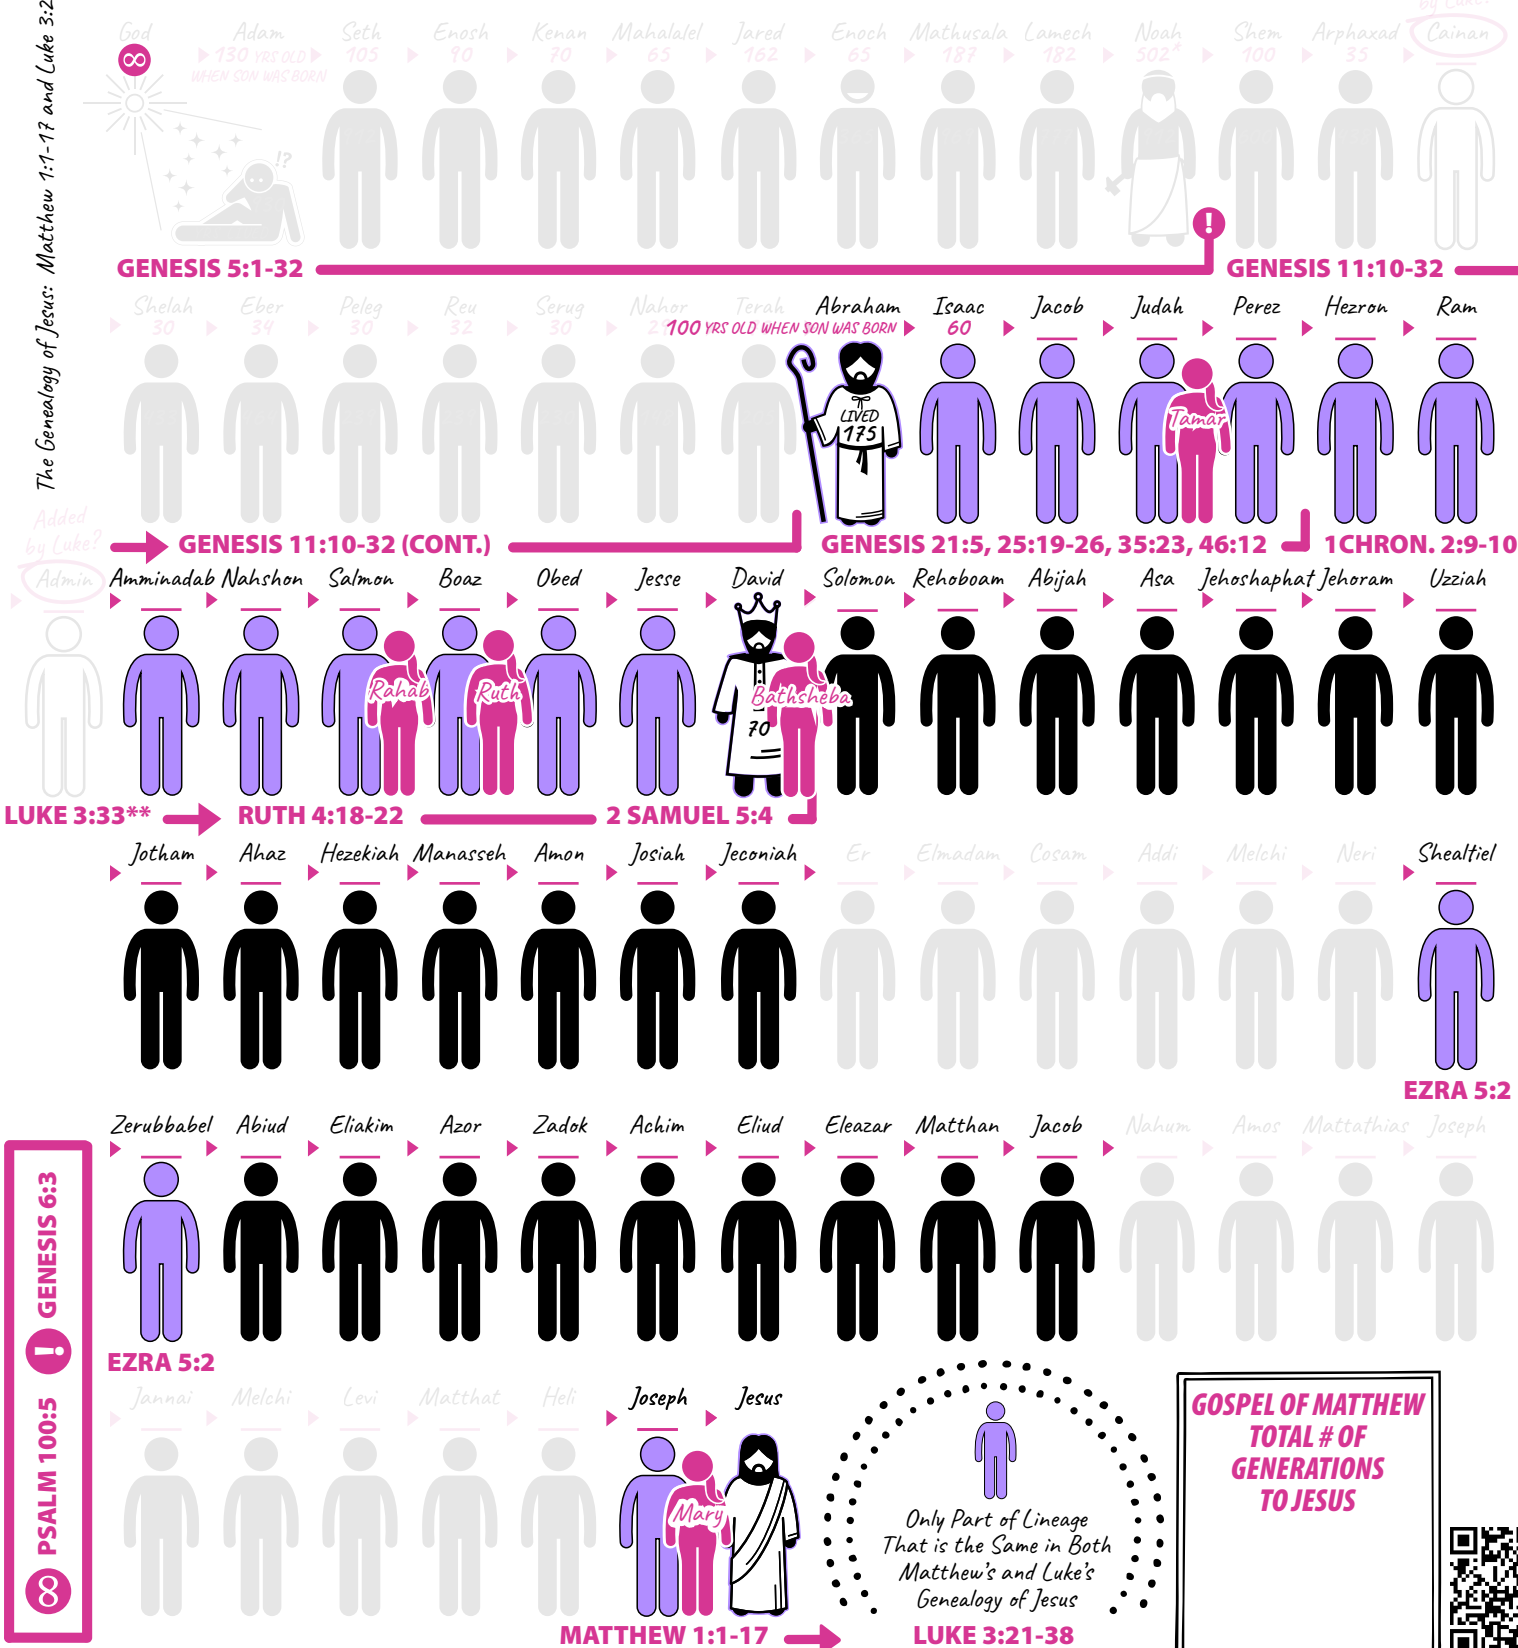 The Genealogy of Jesus: Matthew 1:1-17 and Luke 3:2
by Luke?
God Adam Seth Enosh Kenan Mahalalel Jared Enoch Mathusala Lamech Noah Shem Arphaxad Cainan
∞ 130 YRS OLD 105 90 70 65 162 65 187 182 502* 100 35
WHEN SON WAS BORN
!?
!
GENESIS 5:1-32 GENESIS 11:10-32
Shelah Eber Peleg Reu Serug Nahor Terah Abraham Isaac Jacob Judah Perez Hezron Ram
30 34 30 32 30 100 YRS OLD WHEN SON WAS BORN 60
LIVED
175
Tamar
Added
by Luke?
GENESIS 11:10-32 (CONT.) GENESIS 21:5, 25:19-26, 35:23, 46:12 1CHRON. 2:9-10
Admin Amminadab Nahshon Salmon Boaz Obed Jesse David Solomon Rehoboam Abijah Asa Jehoshaphat Jehoram Uzziah
Rahab Ruth Bathsheba
70
LUKE 3:33** RUTH 4:18-22 2 SAMUEL 5:4
Jotham Ahaz Hezekiah Manasseh Amon Josiah Jeconiah Er Elmadam Cosam Addi Melchi Neri Shealtiel
EZRA 5:2
Zerubbabel Abiud Eliakim Azor Zadok Achim Eliud Eleazar Matthan Jacob Nahum Amos Mattathias Joseph
EZRA 5:2
Jannai Melchi Levi Matthat Heli Joseph Jesus
Mary
MATTHEW 1:1-17 LUKE 3:21-38
Only Part of Lineage
That is the Same in Both
Matthew's and Luke's
Genealogy of Jesus
GOSPEL OF MATTHEW
TOTAL # OF
GENERATIONS
TO JESUS
∞ PSALM 100:5 ! GENESIS 6:3